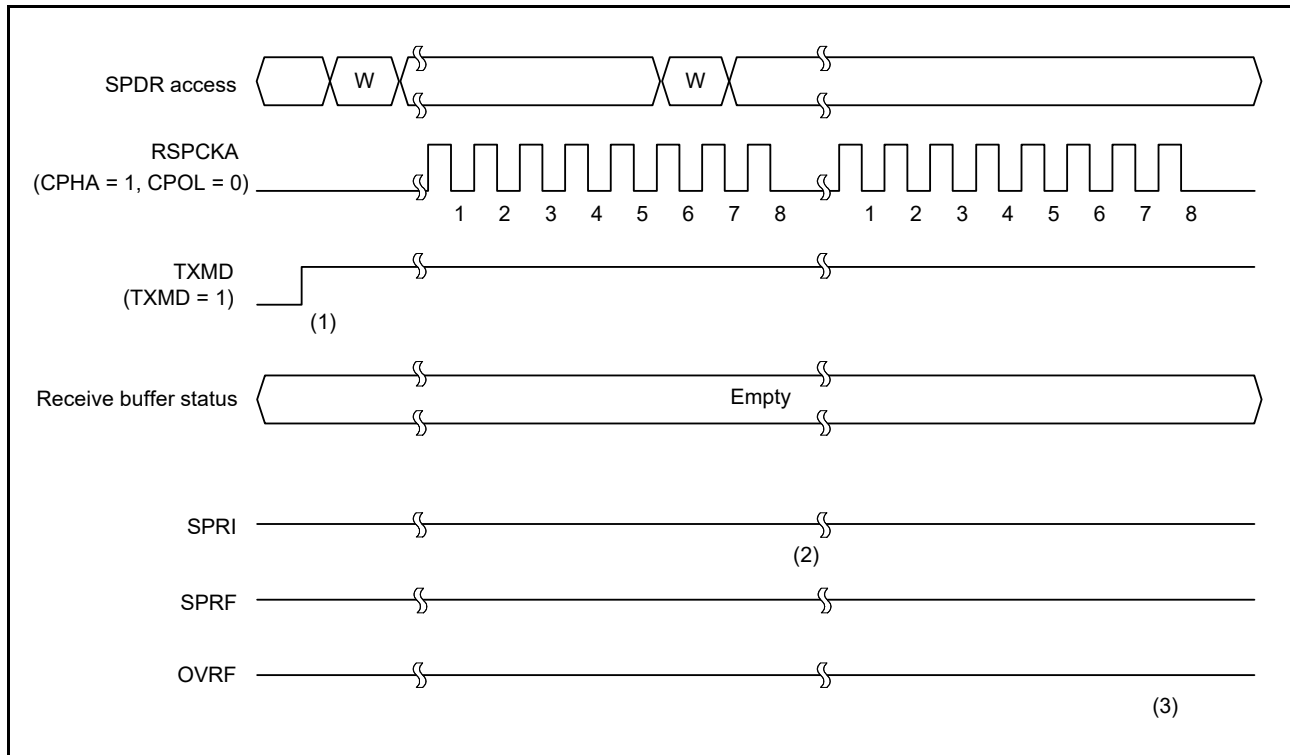 SPDR access
W
W
RSPCKA
(CPHA = 1, CPOL = 0)
1 2 3 4 5 6 7 8 1 2 3 4 5 6 7 8
TXMD
(TXMD = 1)
(1)
Receive buffer status
Empty
SPRI
(2)
SPRF
OVRF
(3)